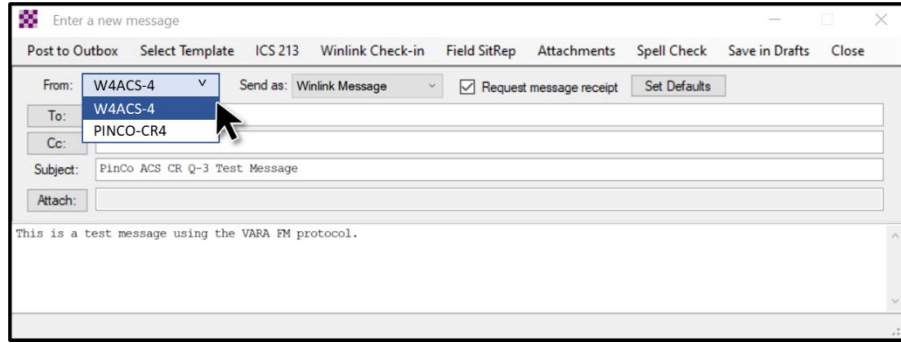 Enter a new message
Post to Outbox Select Template ICS 213 Winlink Check-in Field SitRep Attachments Spell Check Save in Drafts Close
From: W4ACS-4 Send as: Winlink Message Request message receipt Set Defaults
W4ACS-4
PINCO-CR4
To:
Cc:
Subject: PinCo ACS CR Q-3 Test Message
Attach:
This is a test message using the VARA FM protocol.